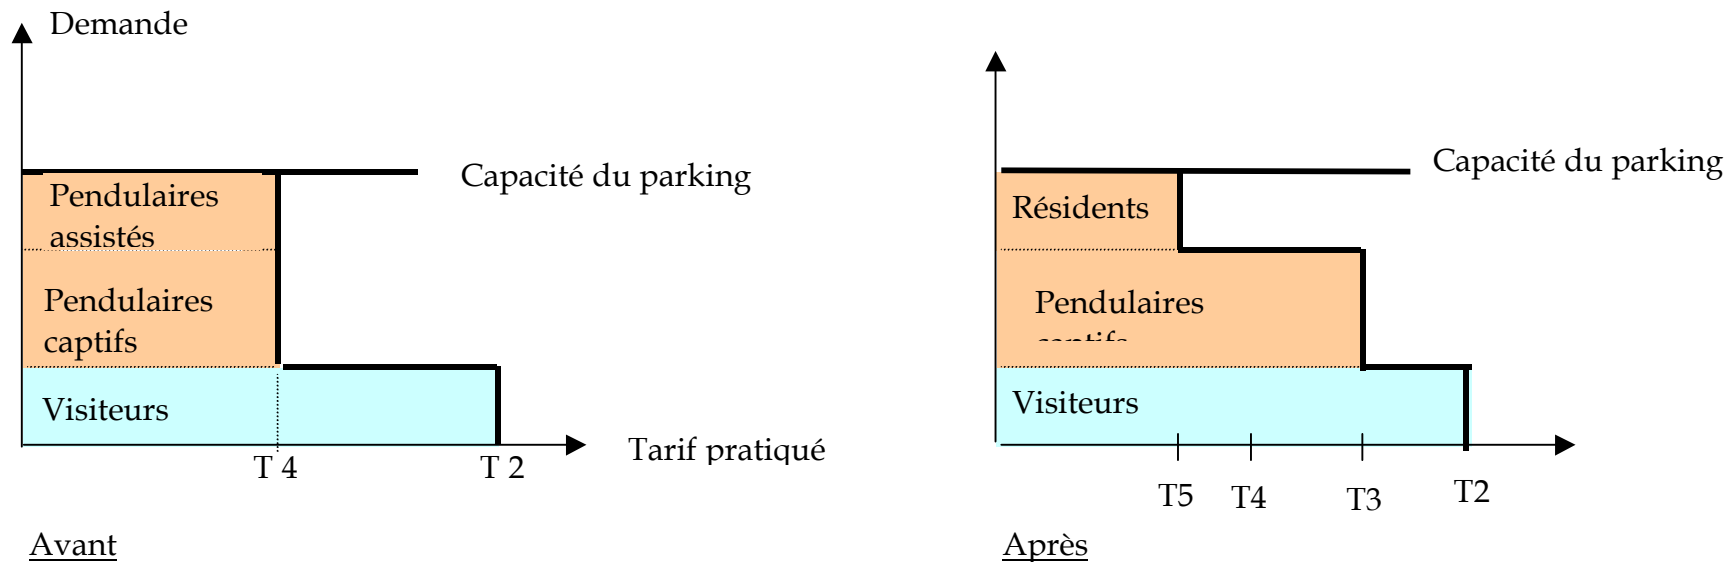 Demande
Capacité du parking
Pendulaires
assistés
Pendulaires
captifs
Visiteurs
T 4
T 2
Tarif pratiqué
Avant
Capacité du parking
Résidents
Pendulaires
Visiteurs
T5
T4
T3
T2
Après